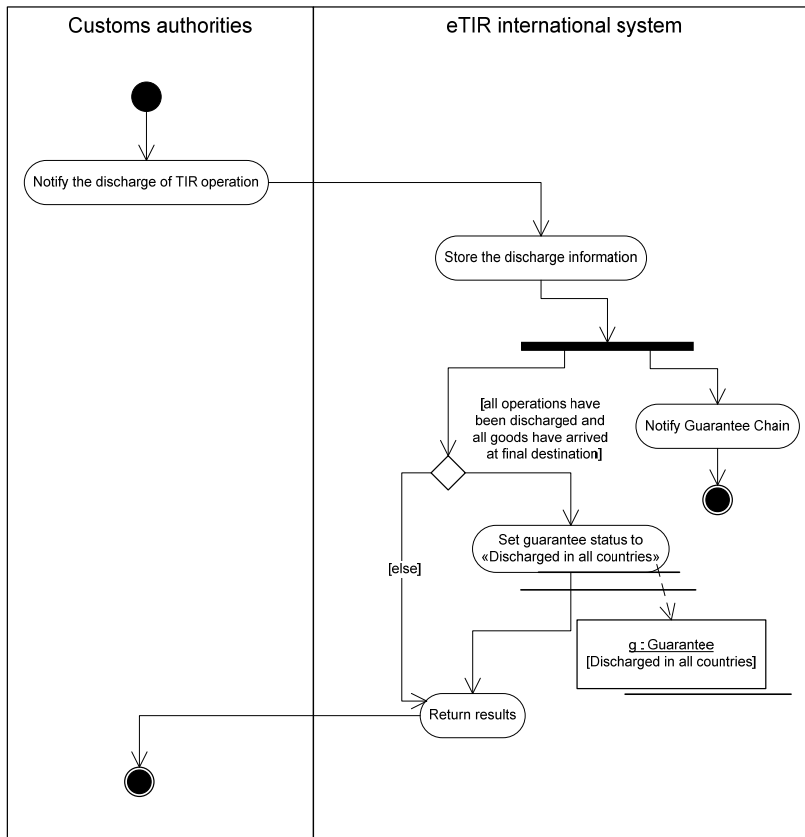 Customs authorities
eTIR international system
Notify the discharge of TIR operation
Store the discharge information
[all operations have
been discharged and
all goods have arrived
at final destination]
Notify Guarantee Chain
Set guarantee status to
«Discharged in all countries»
[else]
g : Guarantee
[Discharged in all countries]
Return results